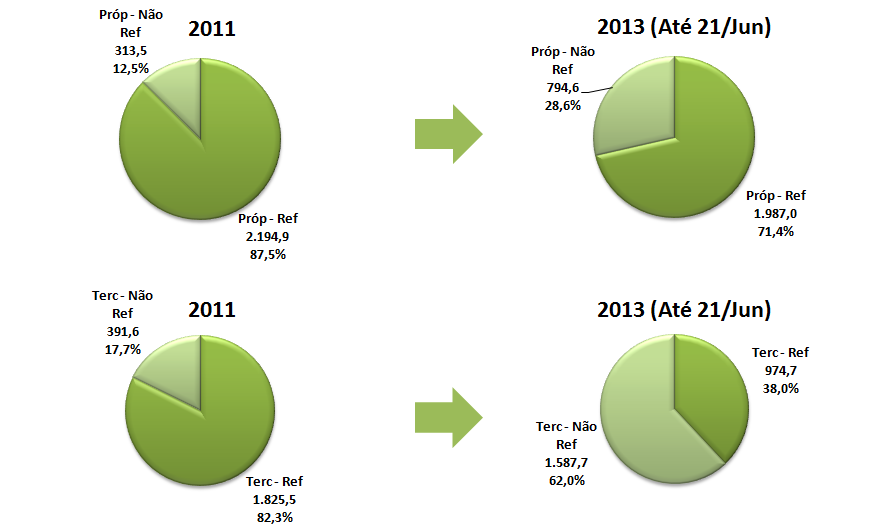 Próp - Não
Ref
313,5
12,5%
2011
Próp - Ref
2.194,9
87,5%
2013 (Até 21/Jun)
Próp - Não
Ref
794,6
28,6%
Próp - Ref
1.987,0
71,4%
Terc - Não
Ref
391,6
17,7%
2011
Terc - Ref
1.825,5
82,3%
2013 (Até 21/Jun)
Terc - Ref
974,7
38,0%
Terc - Não
Ref
1.587,7
62,0%